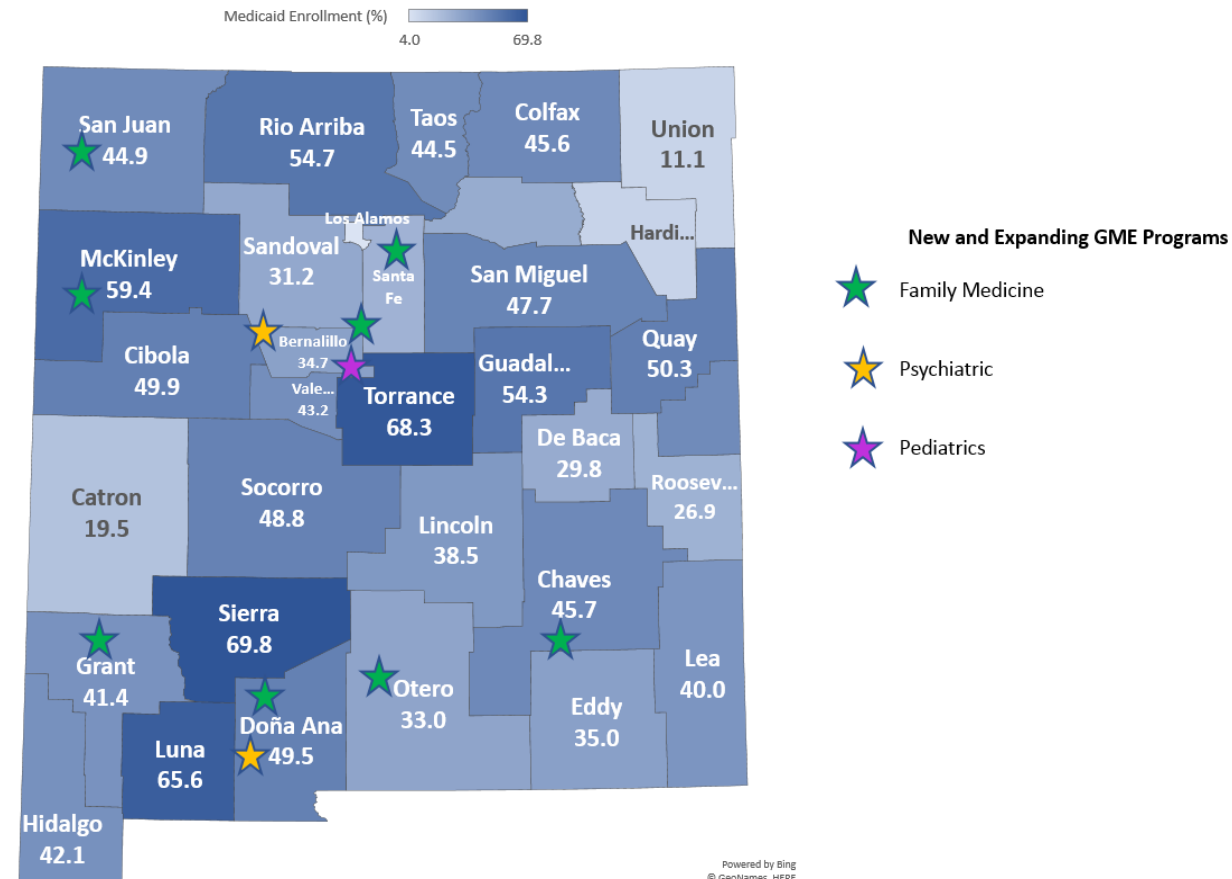 Medicaid Enrollment (%)
4.0 69.8
San Juan
44.9
Rio Arriba
54.7
Taos
44.5
Colfax
45.6
Union
11.1
Los Alamos
Hardi...
McKinley
59.4
Sandoval
31.2
Santa
Fe
San Miguel
47.7
Cibola
49.9
Bernalillo
34.7
Vale...
43.2
Torrance
68.3
Guadal...
54.3
Quay
50.3
De Baca
29.8
Roosev...
26.9
Catron
19.5
Socorro
48.8
Lincoln
38.5
Chaves
45.7
Sierra
69.8
Grant
41.4
Otero
33.0
Lea
40.0
Eddy
35.0
Doña Ana
49.5
Luna
65.6
Hidalgo
42.1
New and Expanding GME Programs
Family Medicine
Psychiatric
Pediatrics
Powered by Bing
© GeoNames, HERE